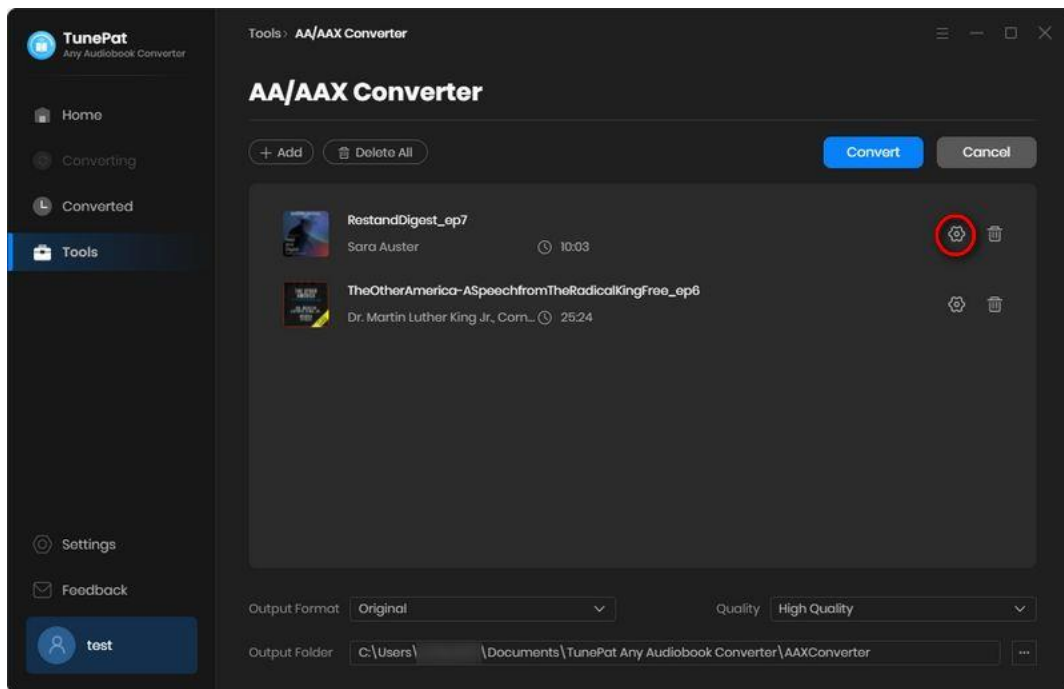 TunePat
Any Audiobook Converter
Home
Converting
Converted
Tools
Settings
Feedback
test
Tools › AA/AAX Converter
AA/AAX Converter
+ Add
Delete All
Convert
Cancel
RestandDigest_ep7
Sara Auster 10:03
TheOtherAmerica-ASpeechfromTheRadicalKingFree_ep6
Dr. Martin Luther King Jr., Corn... 25:24
Output Format Original Quality High Quality
Output Folder C:\Users\ \Documents\TunePat Any Audiobook Converter\AAXConverter ...